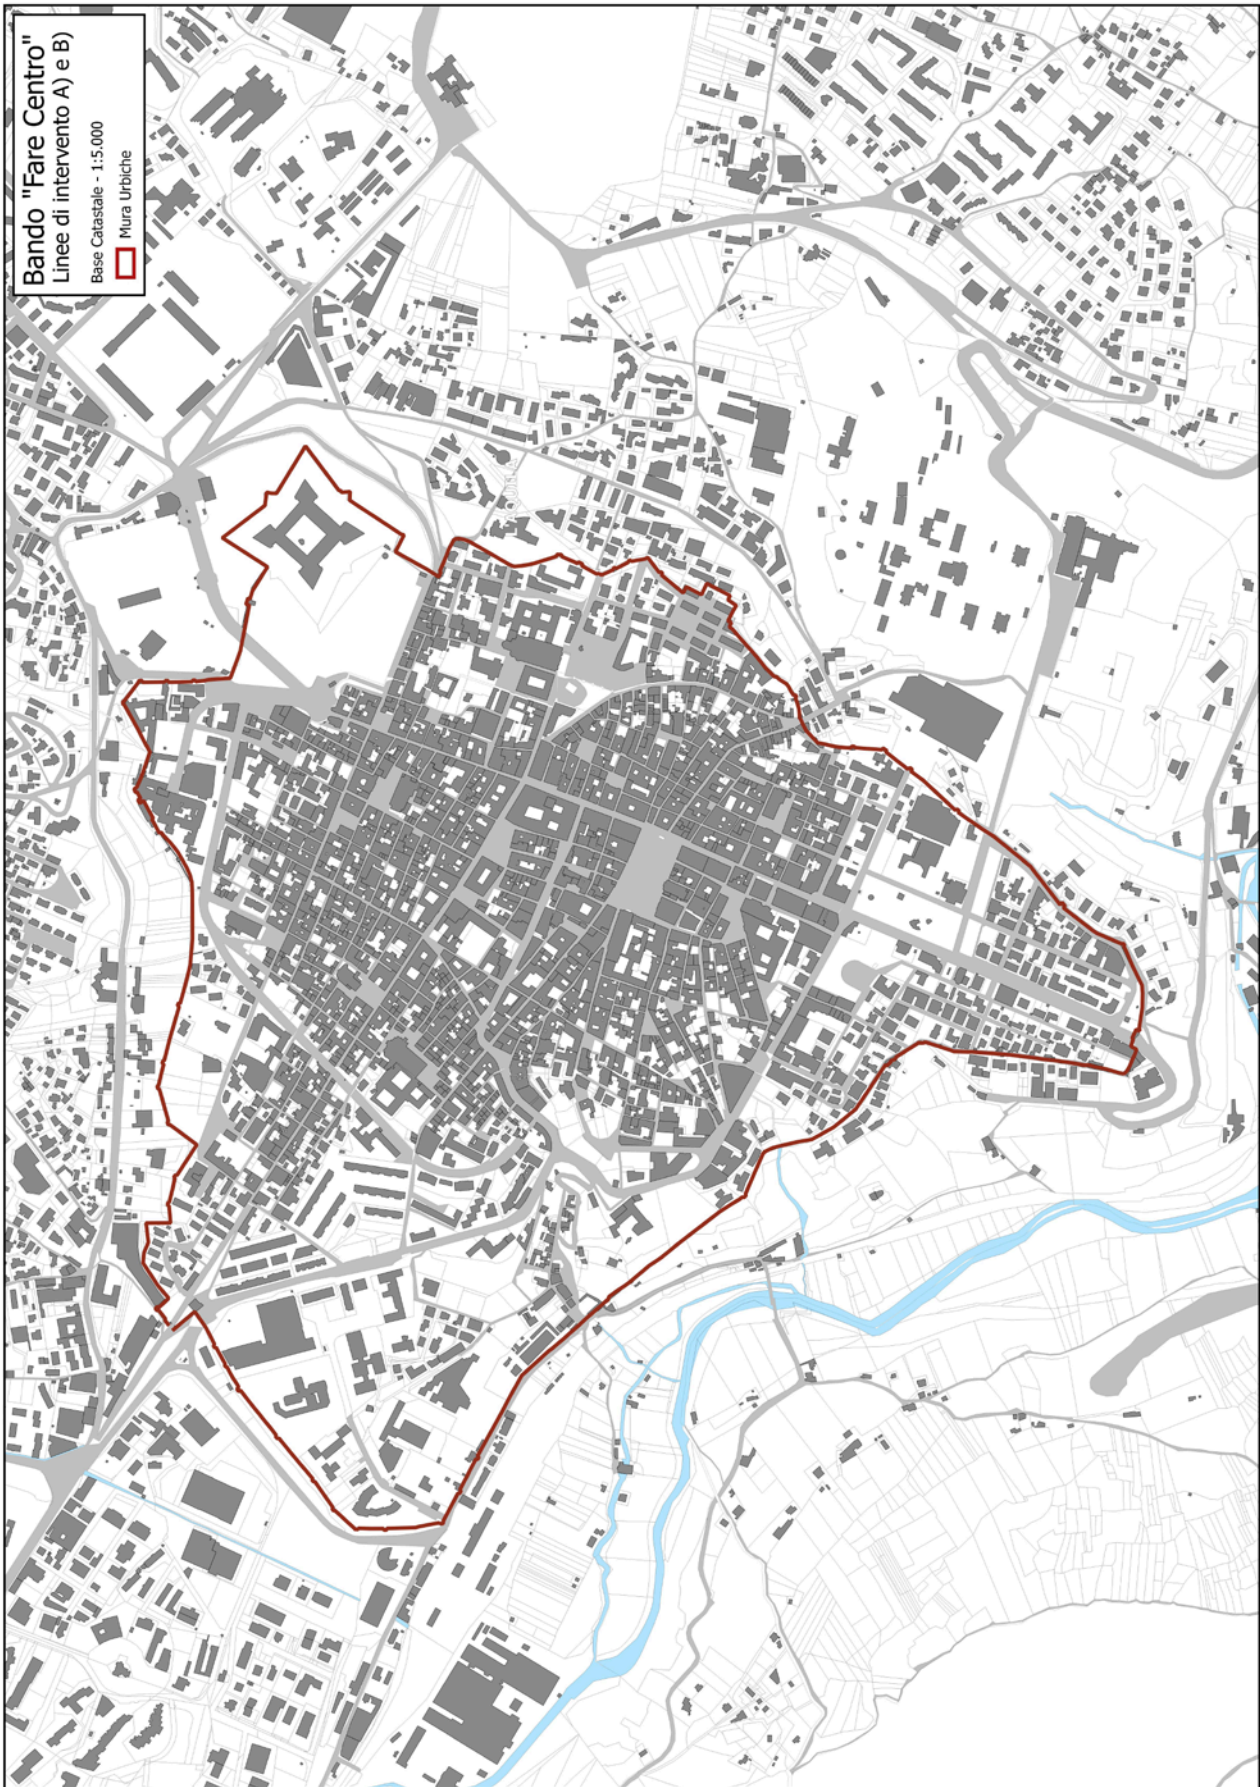 Bando "Fare Centro"
Linee di intervento A) e B)
Base Catastale - 1:5.000
Mura Urbiche